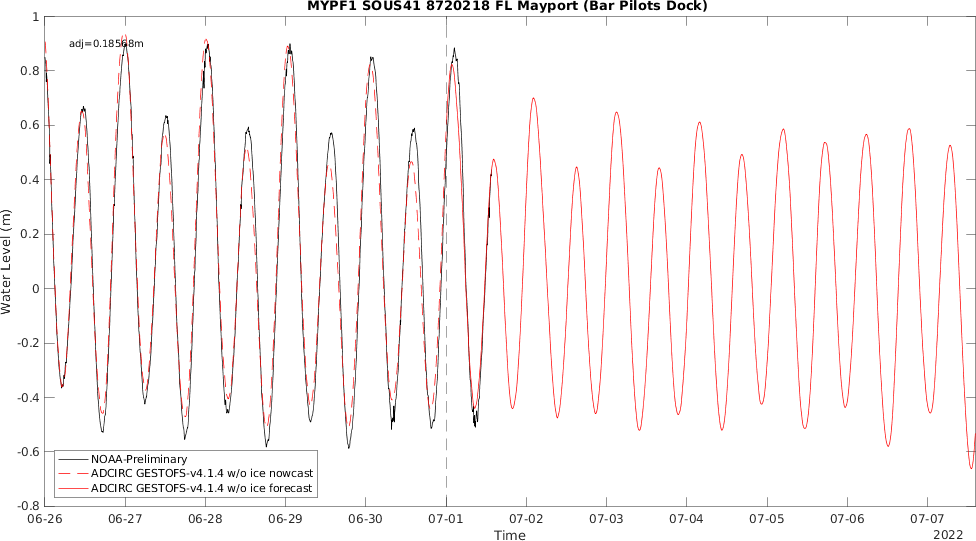 MYPF1 SOUS41 8720218 FL Mayport (Bar Pilots Dock)
adj=0.18568m
1
0.8
0.6
0.4
0.2
0
-0.2
-0.4
-0.6
-0.8
Water Level (m)
NOAA-Preliminary
ADCIRC GESTOFS-v4.1.4 w/o ice nowcast
ADCIRC GESTOFS-v4.1.4 w/o ice forecast
06-26 06-27 06-28 06-29 06-30 07-01 07-02 07-03 07-04 07-05 07-06 07-07
Time
2022